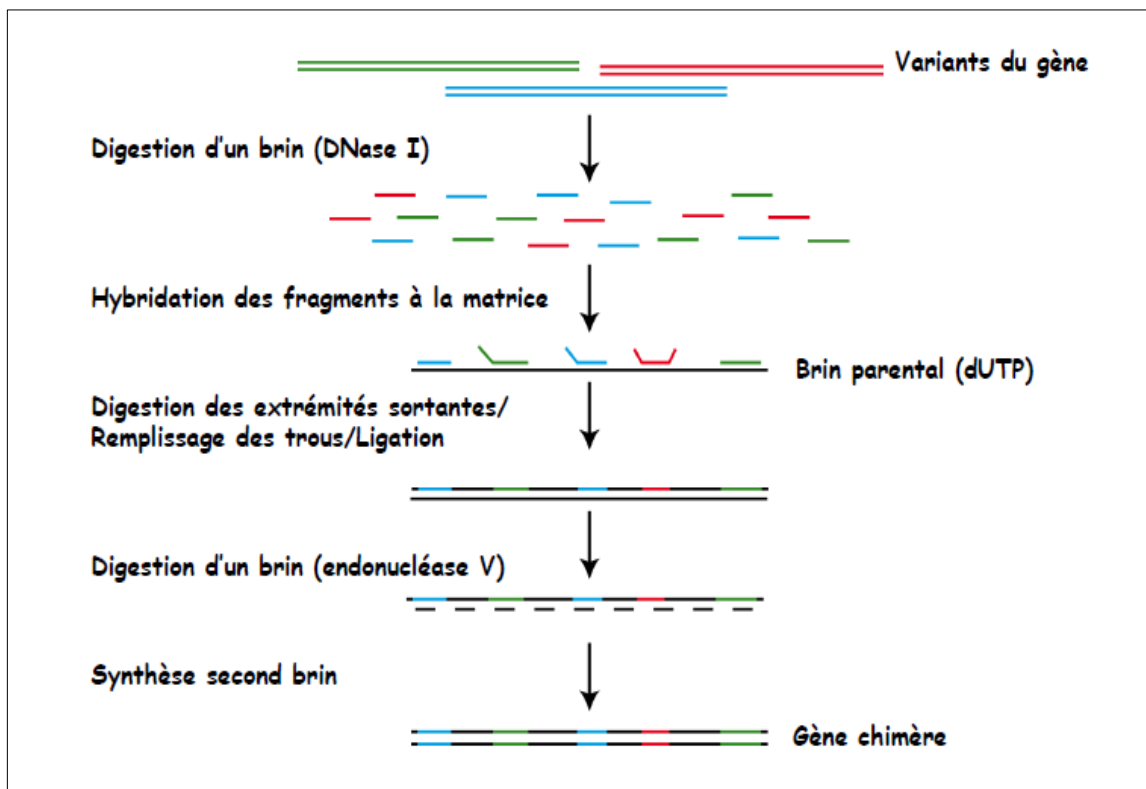 Variants du gène
Digestion d'un brin (DNase I)
Hybridation des fragments à la matrice
Brin parental (dUTP)
Digestion des extrémités sortantes/
Remplissage des trous/Ligation
Digestion d'un brin (endonucléase V)
Synthèse second brin
Gène chimère